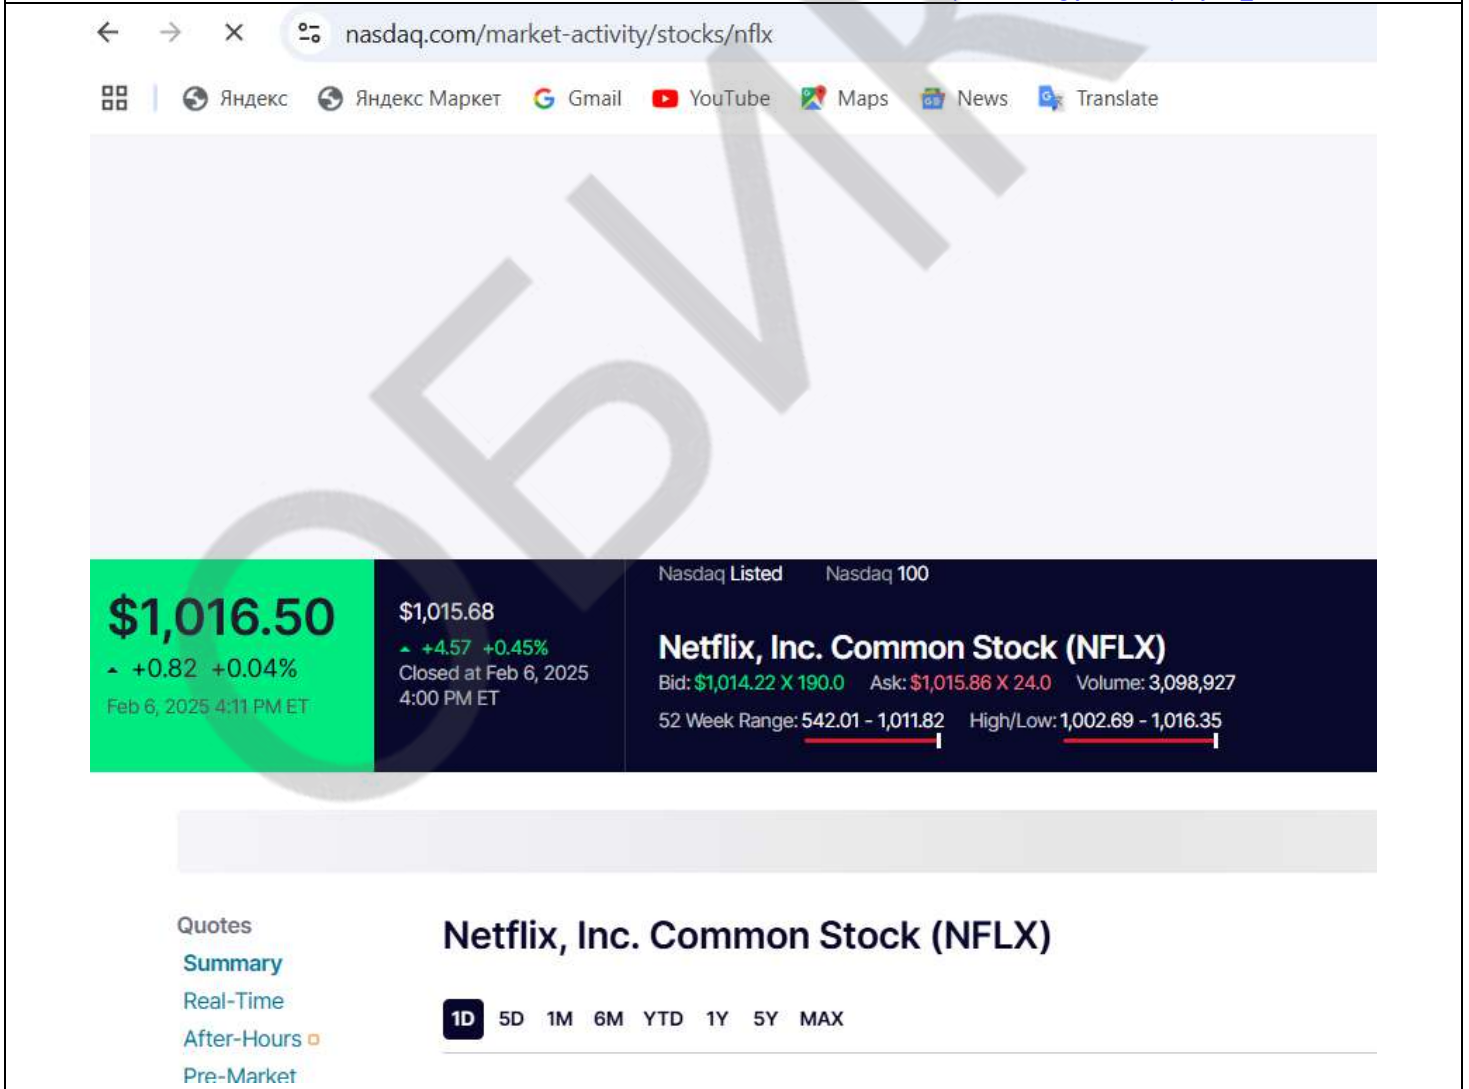 nasdaq.com/market-activity/stocks/nflx
Яндекс Яндекс Маркет Gmail YouTube Maps News Translate
ОБИК
Nasdaq Listed Nasdaq 100
$1,016.50
+0.82 +0.04%
Feb 6, 2025 4:11 PM ET
$1,015.68
+4.57 +0.45%
Closed at Feb 6, 2025
4:00 PM ET
Netflix, Inc. Common Stock (NFLX)
Bid: $1,014.22 X 190.0 Ask: $1,015.86 X 24.0 Volume: 3,098,927
52 Week Range: 542.01 - 1,011.82 High/Low: 1,002.69 - 1,016.35
Quotes
Summary
Real-Time
After-Hours
Pre-Market
Netflix, Inc. Common Stock (NFLX)
1D 5D 1M 6M YTD 1Y 5Y MAX